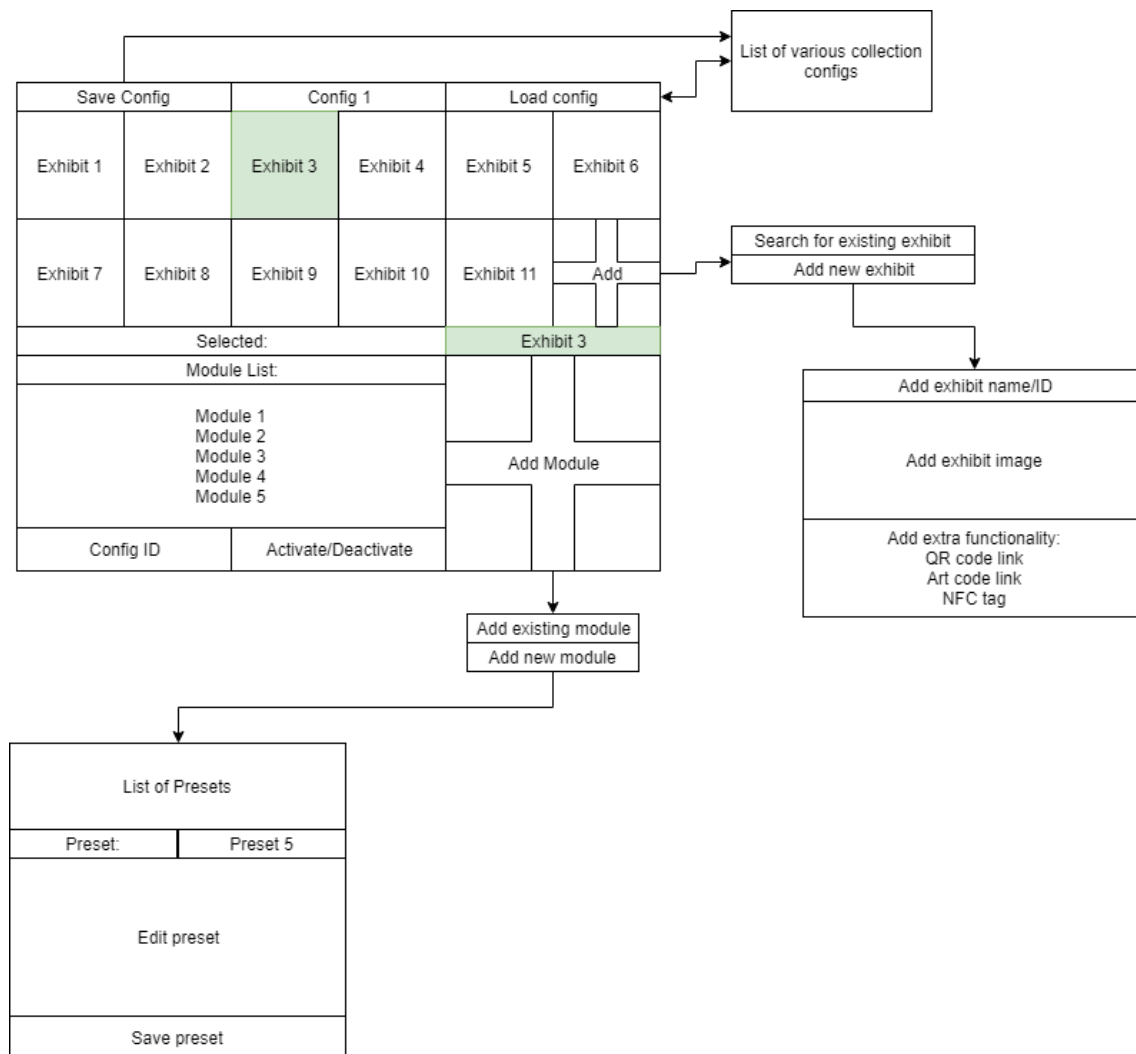 List of various collection
configs
Save Config
Config 1
Load config
Exhibit 1
Exhibit 2
Exhibit 3
Exhibit 4
Exhibit 5
Exhibit 6
Exhibit 7
Exhibit 8
Exhibit 9
Exhibit 10
Exhibit 11
Add
Search for existing exhibit
Add new exhibit
Selected:
Exhibit 3
Module List:
Module 1
Module 2
Module 3
Module 4
Module 5
Add Module
Config ID
Activate/Deactivate
Add exhibit name/ID
Add exhibit image
Add extra functionality:
QR code link
Art code link
NFC tag
Add existing module
Add new module
List of Presets
Preset:
Preset 5
Edit preset
Save preset